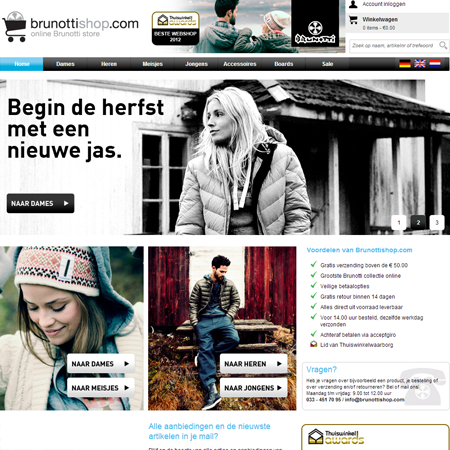 brunottishop.com
online Brunotti store
Thuiswinkel
awards
BESTE WEBSHOP
2012
BRUNOTTI
Account inloggen
Winkelwagen
0 items - €0,00
Zoek op naam, artikelnr of trefwoord
Home Dames Heren Meisjes Jongens Accessoires Boards Sale
Begin de herfst
met een
nieuwe jas.
NAAR DAMES
1 2 3
NAAR DAMES
NAAR MEISJES
NAAR HEREN
NAAR JONGENS
Voordelen van Brunottishop.com
Gratis verzending boven de € 50.00
Grootste Brunotti collectie online
Veilige betaalopties
Gratis retour binnen 14 dagen
Alles direct uit voorraad leverbaar
Voor 14.00 uur besteld, dezelfde werkdag
verzonden
Achteraf betalen via acceptgiro
Lid van Thuiswinkelwaarborg
Vragen?
Heb je vragen over bijvoorbeeld een product, je bestelling of
over verzending en/of retourneren? Bel of mail ons.
Maandag t/m vrijdag: 9.00 tot 12.00 uur
033 - 451 70 95 / info@brunottishop.com
Alle aanbiedingen en de nieuwste
artikelen in je mail?
Thuiswinkel
awards